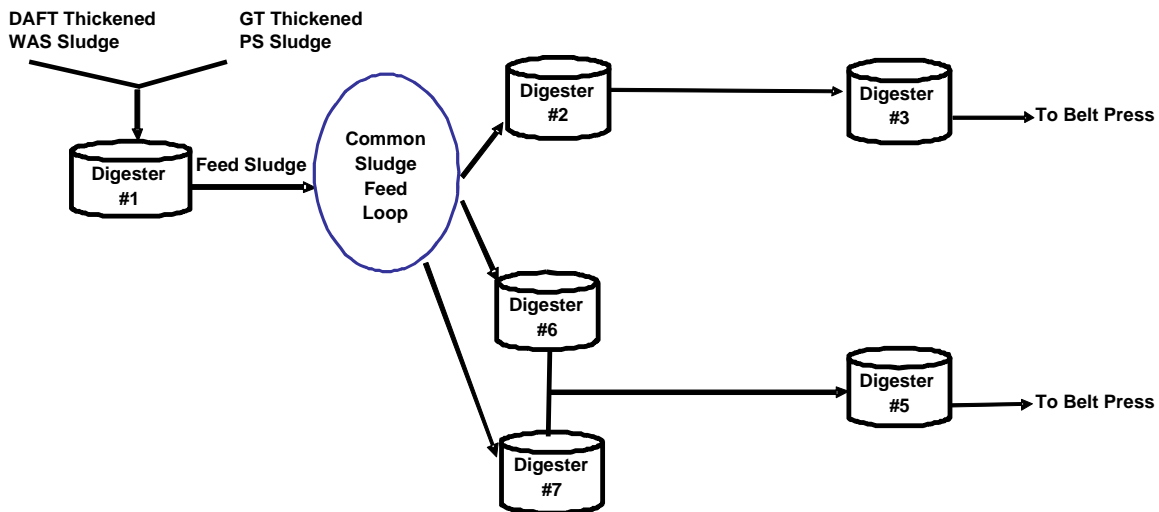 DAFT Thickened
WAS Sludge
GT Thickened
PS Sludge
Digester
#1
Feed Sludge
Common
Sludge
Feed
Loop
Digester
#2
Digester
#3
To Belt Press
Digester
#6
Digester
#5
To Belt Press
Digester
#7